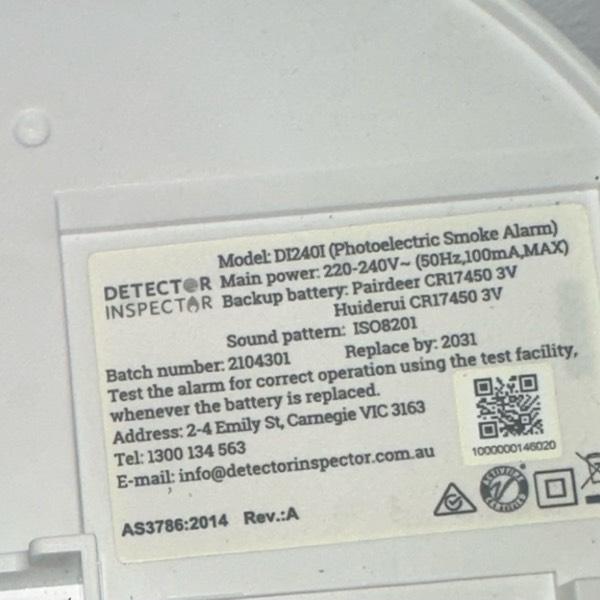 Model: DI240I (Photoelectric Smoke Alarm)
DETECTOR
INSPECTOR
Main power: 220-240V~ (50Hz,100mA,MAX)
Backup battery: Pairdeer CR17450 3V
Huiderui CR17450 3V
Sound pattern: ISO8201
Batch number: 2104301
Replace by: 2031
Test the alarm for correct operation using the test facility,
whenever the battery is replaced.
Address: 2-4 Emily St, Carnegie VIC 3163
Tel: 1300 134 563
E-mail: info@detectorinspector.com.au
1000000146020
AS3786:2014 Rev.:A